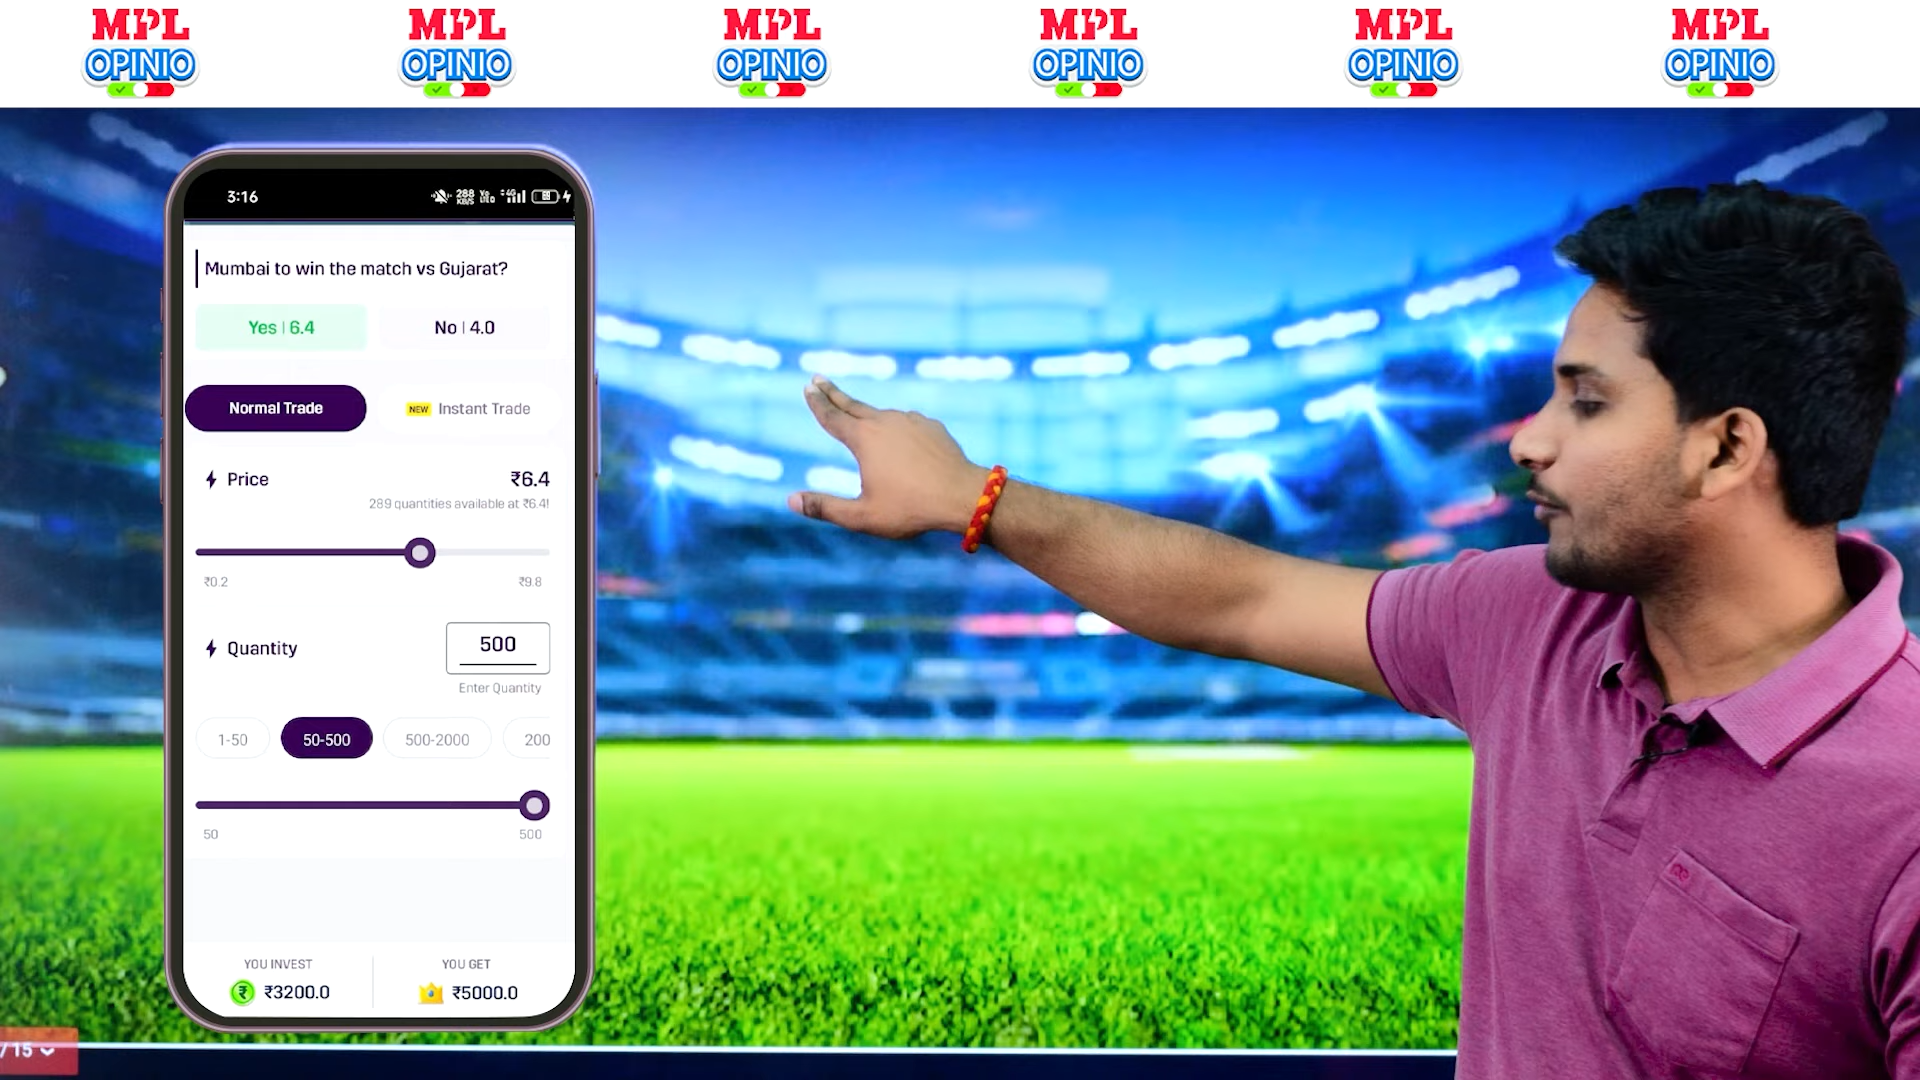 MPL MPL MPL MPL MPL MPL
OPINIO OPINIO OPINIO OPINIO OPINIO OPINIO
3:16
288 KB/S 4G
Mumbai to win the match vs Gujarat?
Yes | 6.4 No | 4.0
Normal Trade NEW Instant Trade
Price ₹6.4
289 quantities available at ₹6.4!
₹0.2 ₹9.8
Quantity 500
Enter Quantity
1-50 50-500 500-2000 200
50 500
YOU INVEST YOU GET
₹3200.0 ₹5000.0
/15